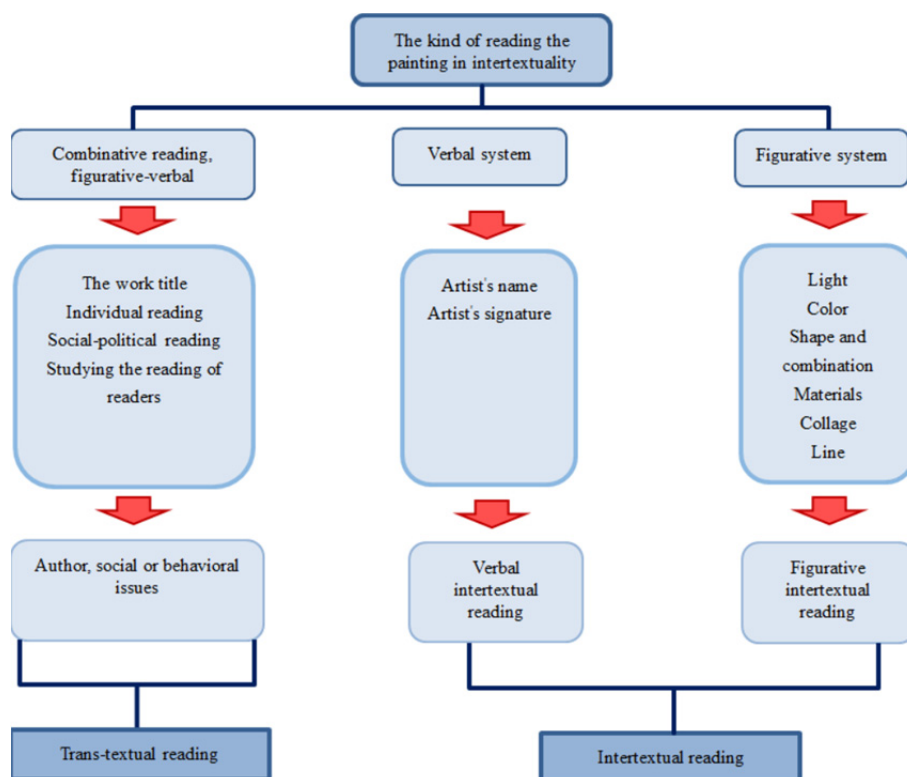 The kind of reading the
painting in intertextuality
Combinative reading,
figurative-verbal
Verbal system
Figurative system
The work title
Individual reading
Social-political reading
Studying the reading of
readers
Artist's name
Artist's signature
Light
Color
Shape and
combination
Materials
Collage
Line
Author, social or behavioral
issues
Verbal
intertextual
reading
Figurative
intertextual
reading
Trans-textual reading
Intertextual reading